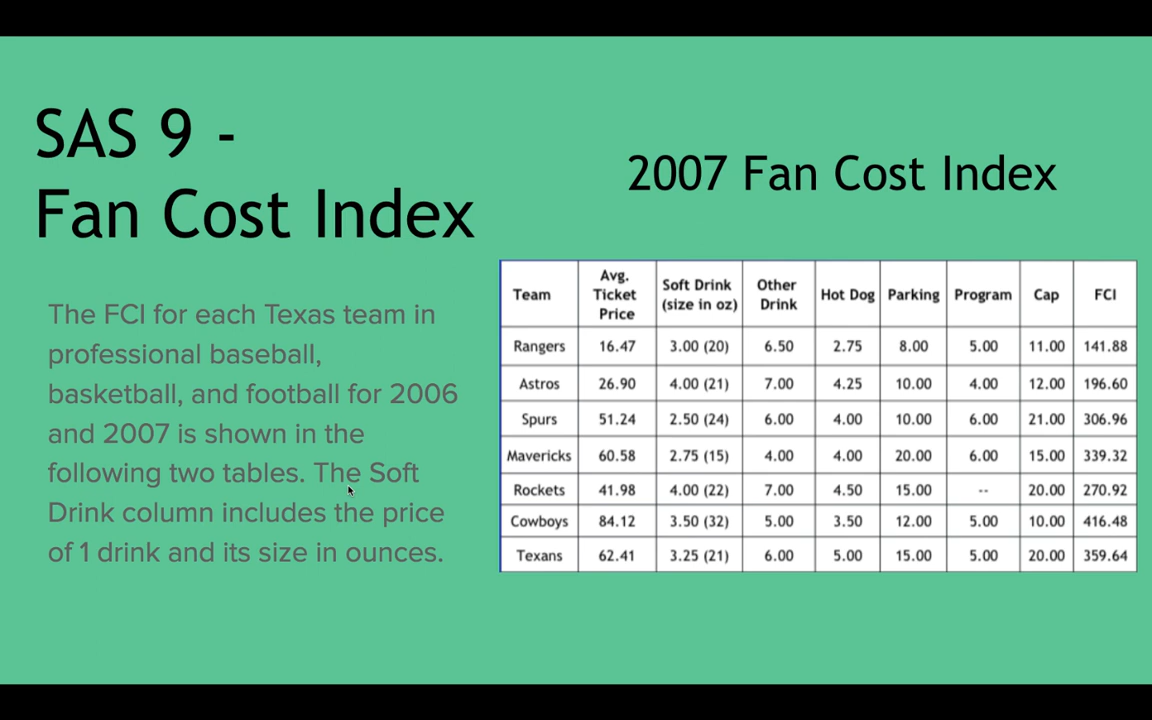 SAS 9 -
Fan Cost Index
The FCI for each Texas team in
professional baseball,
basketball, and football for 2006
and 2007 is shown in the
following two tables. The Soft
Drink column includes the price
of 1 drink and its size in ounces.
2007 Fan Cost Index
Team Avg. Ticket Price Soft Drink (size in oz) Other Drink Hot Dog Parking Program Cap FCI
Rangers 16.47 3.00 (20) 6.50 2.75 8.00 5.00 11.00 141.88
Astros 26.90 4.00 (21) 7.00 4.25 10.00 4.00 12.00 196.60
Spurs 51.24 2.50 (24) 6.00 4.00 10.00 6.00 21.00 306.96
Mavericks 60.58 2.75 (15) 4.00 4.00 20.00 6.00 15.00 339.32
Rockets 41.98 4.00 (22) 7.00 4.50 15.00 -- 20.00 270.92
Cowboys 84.12 3.50 (32) 5.00 3.50 12.00 5.00 10.00 416.48
Texans 62.41 3.25 (21) 6.00 5.00 15.00 5.00 20.00 359.64